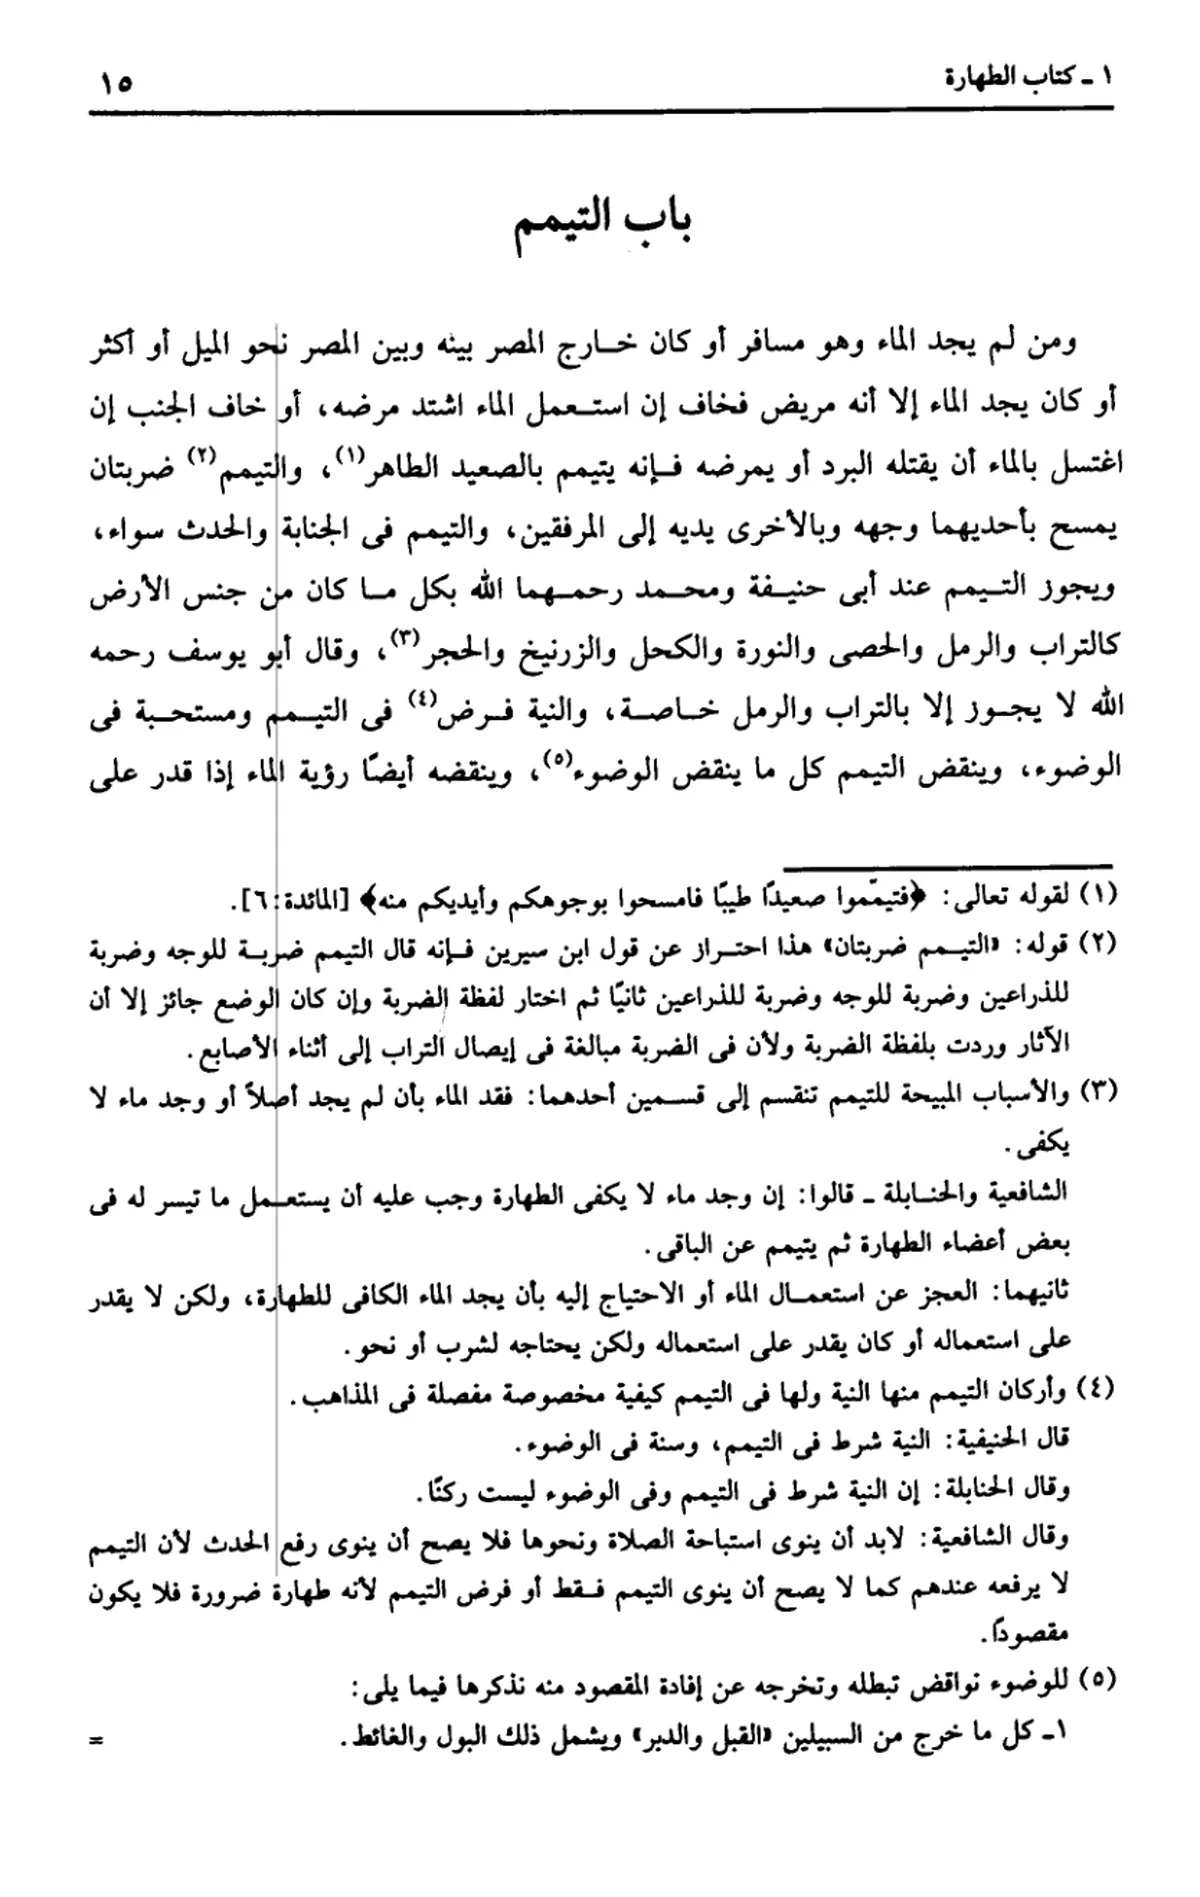 ١ ـ كتاب الطهارة
١٥
باب التيمم
ومن لم يجد الماء وهو مسافر أو كان خارج المصر بينه وبين المصر نحو الميل أو أكثر
أو كان يجد الماء إلا أنه مريض فخاف إن استعمل الماء اشتد مرضه، أو خاف الجنب إن
اغتسل بالماء أن يقتله البرد أو يمرضه فإنه يتيمم بالصعيد الطاهر(١)، والتيمم(٢) ضربتان
يمسح بأحديهما وجهه وبالأخرى يديه إلى المرفقين، والتيمم فى الجنابة والحدث سواء،
ويجوز التيمم عند أبى حنيفة ومحمد رحمهما الله بكل ما كان من جنس الأرض
كالتراب والرمل والحصى والنورة والكحل والزرنيخ والحجر(٣)، وقال أبو يوسف رحمه
الله لا يجوز إلا بالتراب والرمل خاصة، والنية فرض(٤) فى التيمم ومستحبة فى
الوضوء، وينقض التيمم كل ما ينقض الوضوء(٥)، وينقضه أيضًا رؤية الماء إذا قدر على
(١) لقوله تعالى: ﴿فتيمّموا صعيدًا طيبًا فامسحوا بوجوهكم وأيديكم منه﴾ [المائدة:٦].
(٢) قوله: «التيمم ضربتان» هذا احتراز عن قول ابن سيرين فإنه قال التيمم ضربة للوجه وضربة
للذراعين وضربة للوجه وضربة للذراعين ثانيًا ثم اختار لفظة الضربة وإن كان الوضع جائز إلا أن
الآثار وردت بلفظة الضربة ولأن فى الضربة مبالغة فى إيصال التراب إلى أثناء الأصابع.
(٣) والأسباب المبيحة للتيمم تنقسم إلى قسمين أحدهما: فقد الماء بأن لم يجد أصلاً أو وجد ماء لا
يكفى.
الشافعية والحنابلة ـ قالوا: إن وجد ماء لا يكفى الطهارة وجب عليه أن يستعمل ما تيسر له فى
بعض أعضاء الطهارة ثم يتيمم عن الباقى.
ثانيهما: العجز عن استعمال الماء أو الاحتياج إليه بأن يجد الماء الكافى للطهارة، ولكن لا يقدر
على استعماله أو كان يقدر على استعماله ولكن يحتاجه لشرب أو نحو.
(٤) وأركان التيمم منها النية ولها فى التيمم كيفية مخصوصة مفصلة فى المذاهب.
قال الحنيفية: النية شرط فى التيمم، وسنة فى الوضوء.
وقال الحنابلة: إن النية شرط فى التيمم وفى الوضوء ليست ركنًا.
وقال الشافعية: لابد أن ينوى استباحة الصلاة ونحوها فلا يصح أن ينوى رفع الحدث لأن التيمم
لا يرفعه عندهم كما لا يصح أن ينوى التيمم فقط أو فرض التيمم لأنه طهارة ضرورة فلا يكون
مقصودًا.
(٥) للوضوء نواقض تبطله وتخرجه عن إفادة المقصود منه نذكرها فيما يلى:
١ـ كل ما خرج من السبيلين «القبل والدبر» ويشمل ذلك البول والغائط.
=